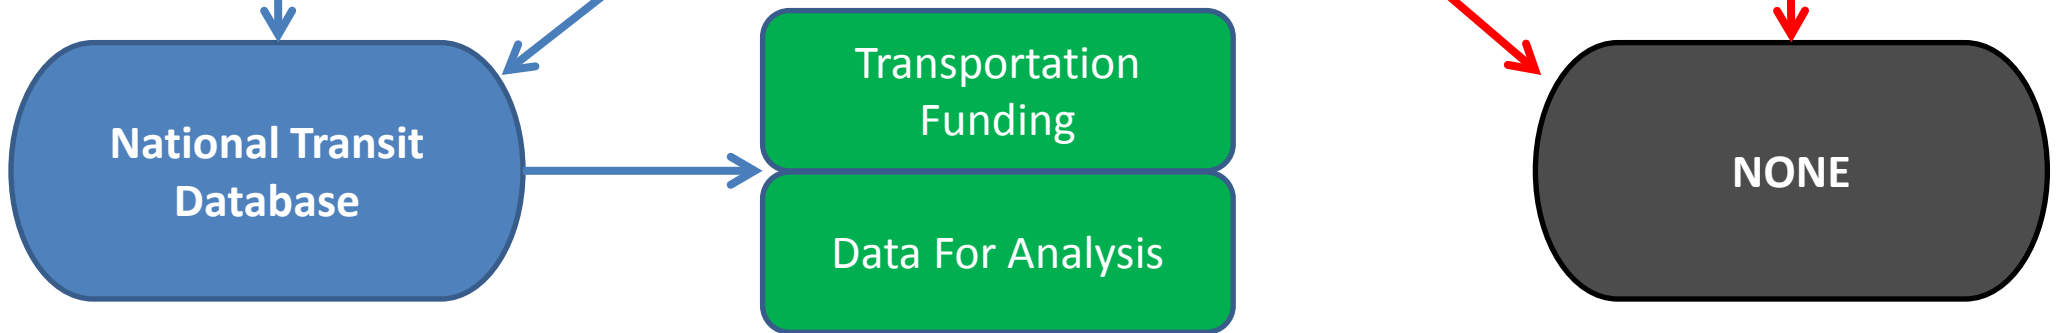 National Transit
Database
Transportation
Funding
Data For Analysis
NONE